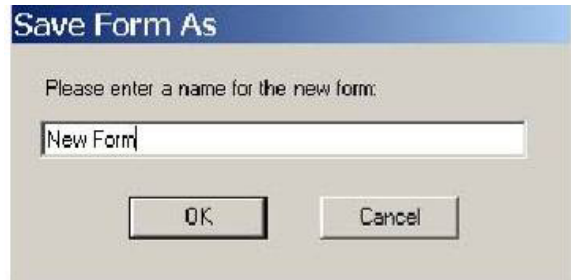 Save Form As
Please enter a name for the new form:
New Form
OK
Cancel